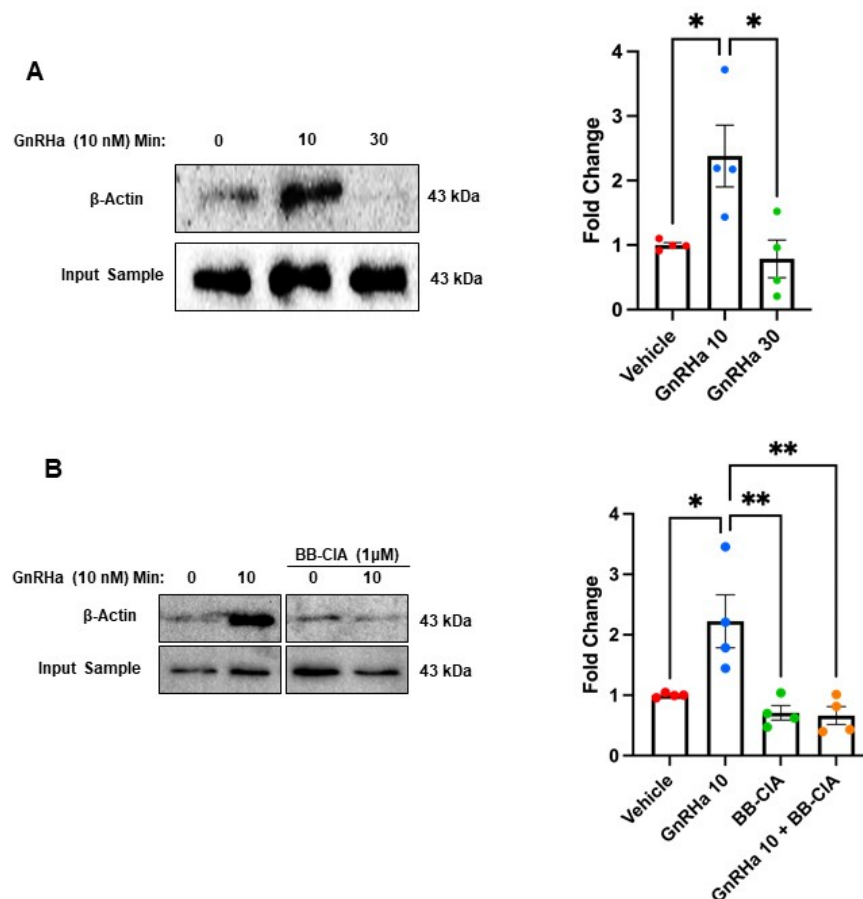 A
GnRHa (10 nM) Min: 0 10 30
β-Actin 43 kDa
Input Sample 43 kDa
* *
Fold Change
4
3
2
1
0
Vehicle
GnRHa 10
GnRHa 30
B
BB-ClA (1µM)
GnRHa (10 nM) Min: 0 10 0 10
β-Actin 43 kDa
Input Sample 43 kDa
**
* **
Fold Change
4
3
2
1
0
Vehicle
GnRHa 10
BB-ClA
GnRHa 10 + BB-ClA